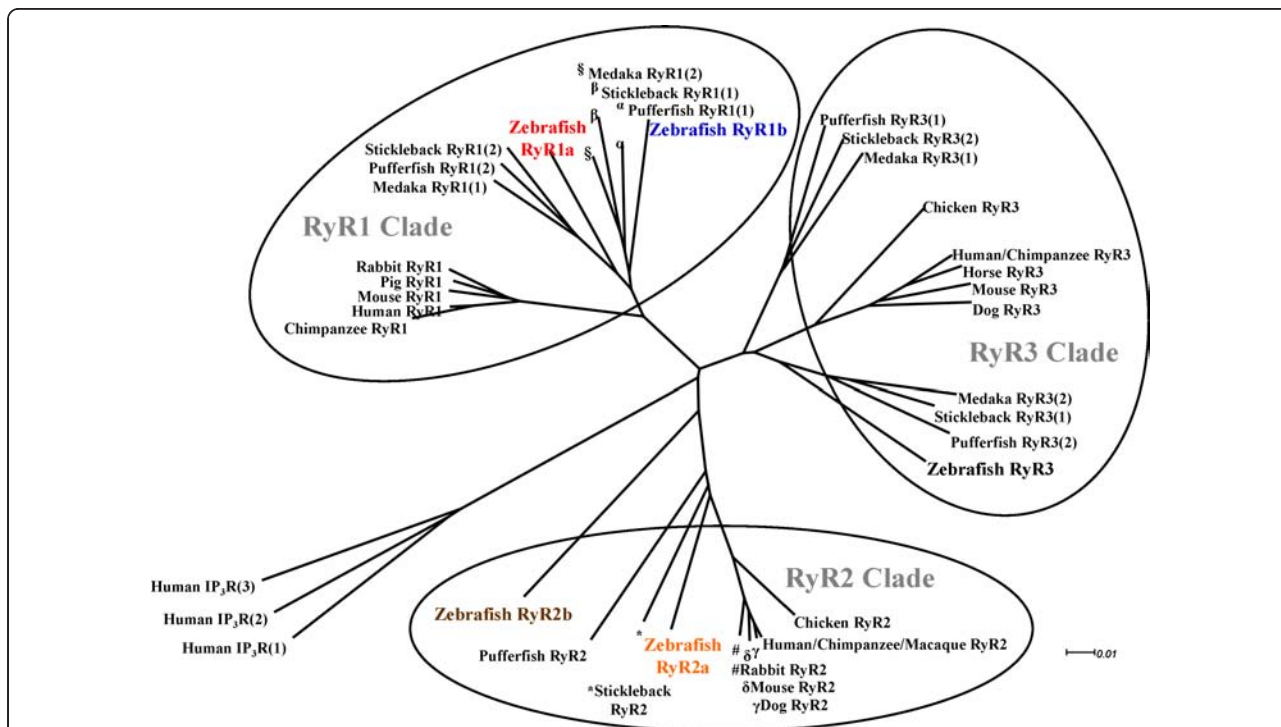 § Medaka RyR1(2)
β Stickleback RyR1(1)
α Pufferfish RyR1(1)
Zebrafish RyR1b
β
α
§
Zebrafish
RyR1a
Stickleback RyR1(2)
Pufferfish RyR1(2)
Medaka RyR1(1)
RyR1 Clade
Rabbit RyR1
Pig RyR1
Mouse RyR1
Human RyR1
Chimpanzee RyR1
Pufferfish RyR3(1)
Stickleback RyR3(2)
Medaka RyR3(1)
Chicken RyR3
Human/Chimpanzee RyR3
Horse RyR3
Mouse RyR3
Dog RyR3
RyR3 Clade
Medaka RyR3(2)
Stickleback RyR3(1)
Pufferfish RyR3(2)
Zebrafish RyR3
Human IP₃R(3)
Human IP₃R(2)
Human IP₃R(1)
RyR2 Clade
Zebrafish RyR2b
Pufferfish RyR2
*
Zebrafish
RyR2a
*Stickleback
RyR2
Chicken RyR2
Human/Chimpanzee/Macaque RyR2
# δ γ
#Rabbit RyR2
δMouse RyR2
γDog RyR2
0.01